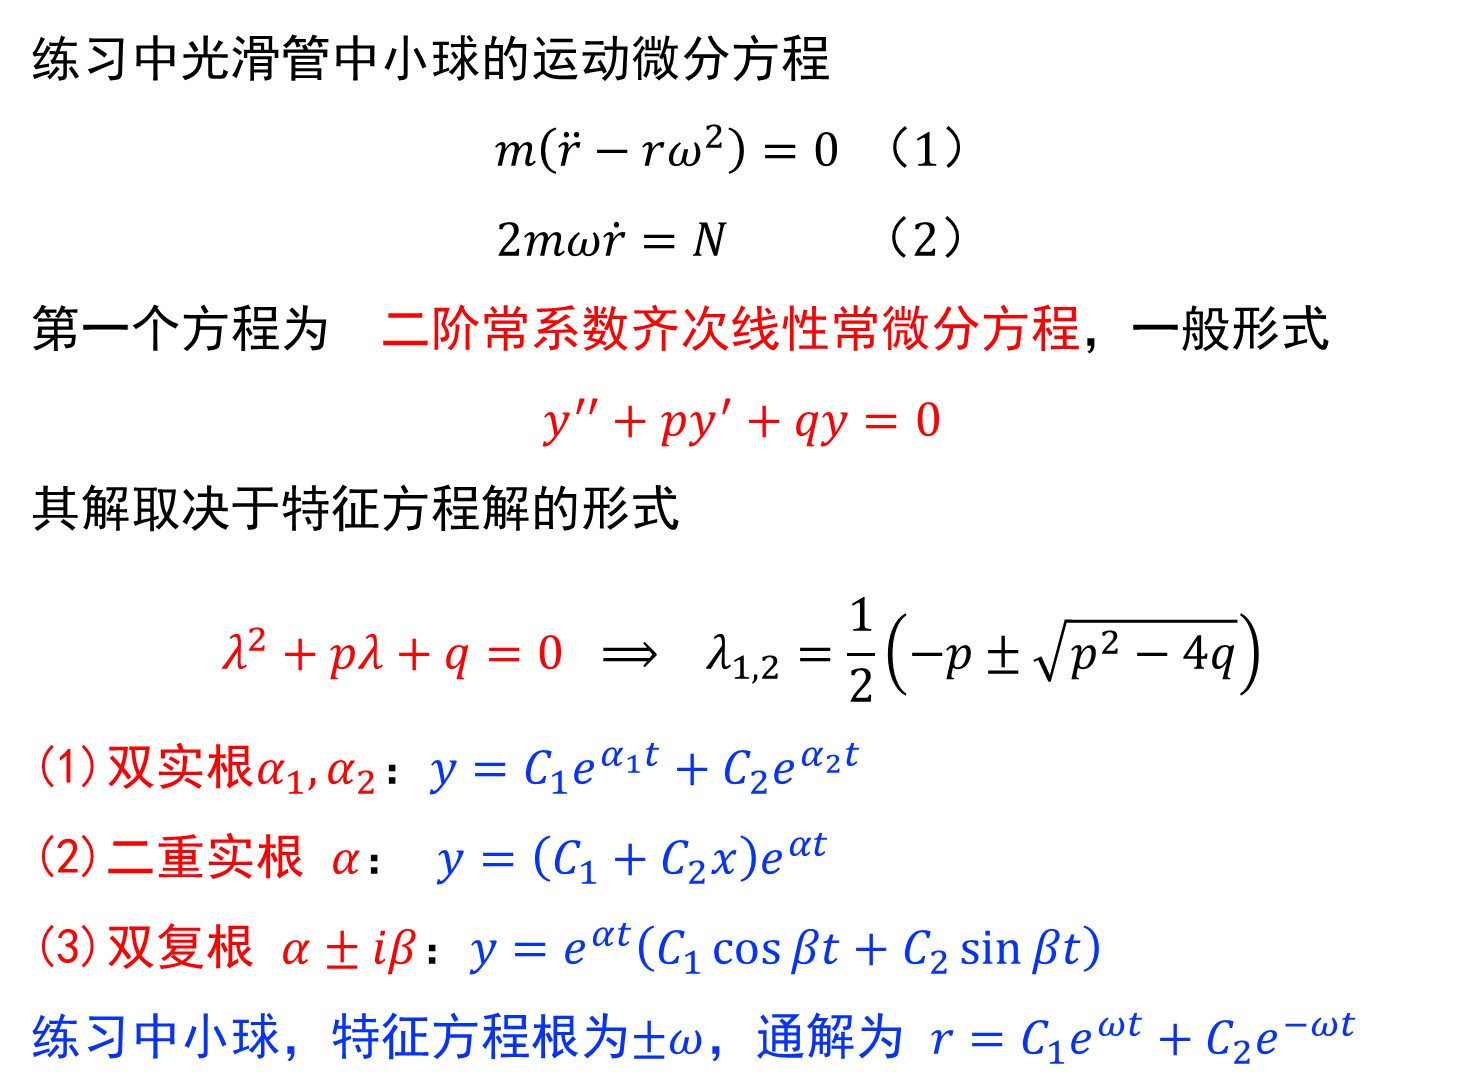 练习中光滑管中小球的运动微分方程
m(r̈ − rω²) = 0 （1）
2mωṙ = N （2）
第一个方程为 二阶常系数齐次线性常微分方程，一般形式
y′′ + py′ + qy = 0
其解取决于特征方程解的形式
λ² + pλ + q = 0 ⟹ λ₁,₂ = 1/2 (−p ± √(p² − 4q))
(1)双实根α₁, α₂：y = C₁e^{α₁t} + C₂e^{α₂t}
(2)二重实根 α： y = (C₁ + C₂x)e^{αt}
(3)双复根 α ± iβ：y = e^{αt}(C₁ cos βt + C₂ sin βt)
练习中小球，特征方程根为±ω，通解为 r = C₁e^{ωt} + C₂e^{−ωt}